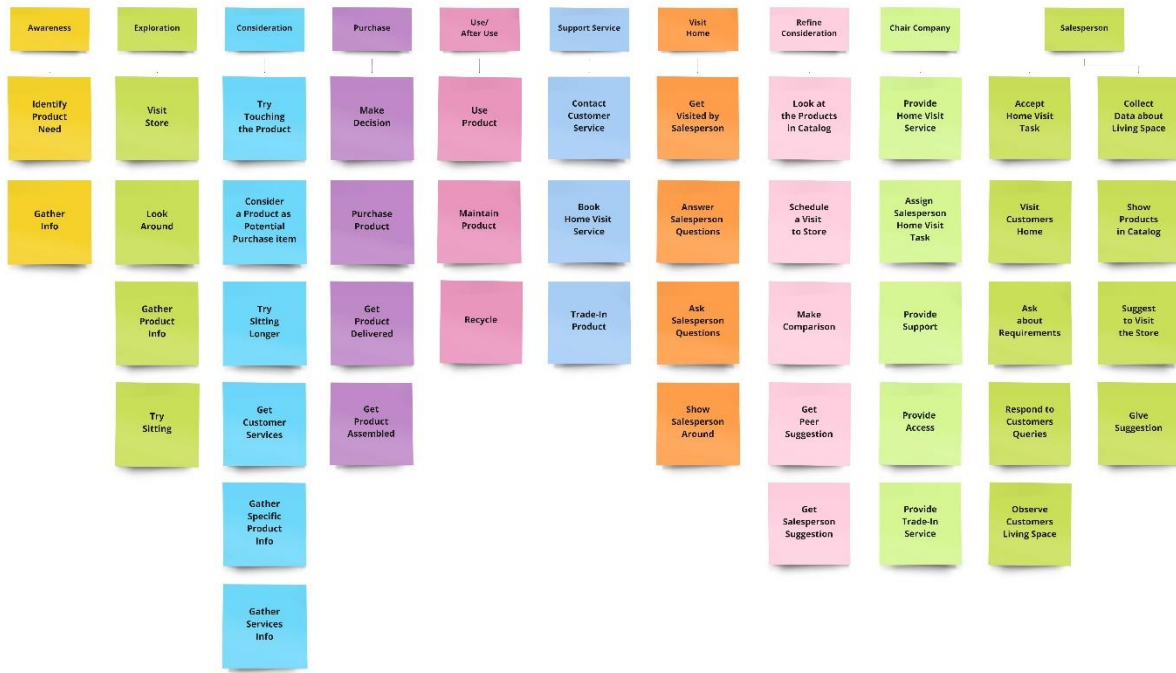 Awareness
Exploration
Consideration
Purchase
Use/
After Use
Support Service
Visit
Home
Refine
Consideration
Chair Company
Salesperson
Identify
Product
Need
Visit
Store
Try
Touching
the Product
Make
Decision
Use
Product
Contact
Customer
Service
Get
Visited by
Salesperson
Look at
the Products
in Catalog
Provide
Home Visit
Service
Accept
Home Visit
Task
Collect
Data about
Living Space
Gather
Info
Look
Around
Consider
a Product as
Potential
Purchase item
Purchase
Product
Maintain
Product
Book
Home Visit
Service
Answer
Salesperson
Questions
Schedule
a Visit
to Store
Assign
Salesperson
Home Visit
Task
Visit
Customers
Home
Show
Products
in Catalog
Gather
Product
Info
Try
Sitting
Longer
Get
Product
Delivered
Recycle
Trade-In
Product
Ask
Salesperson
Questions
Make
Comparison
Provide
Support
Ask
about
Requirements
Suggest
to Visit
the Store
Try
Sitting
Get
Customer
Services
Get
Product
Assembled
Show
Salesperson
Around
Get
Peer
Suggestion
Provide
Access
Respond to
Customers
Queries
Give
Suggestion
Gather
Specific
Product
Info
Get
Salesperson
Suggestion
Provide
Trade-In
Service
Observe
Customers
Living Space
Gather
Services
Info